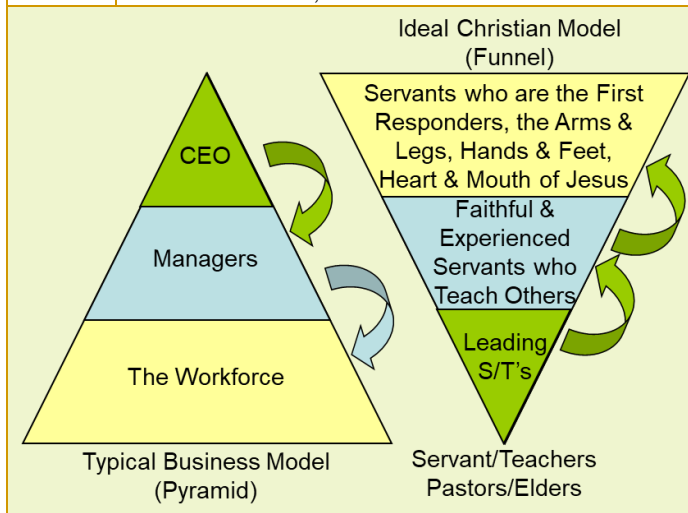 Ideal Christian Model
(Funnel)
CEO
Managers
The Workforce
Typical Business Model
(Pyramid)
Servants who are the First
Responders, the Arms &
Legs, Hands & Feet,
Heart & Mouth of Jesus
Faithful &
Experienced
Servants who
Teach Others
Leading
S/T’s
Servant/Teachers
Pastors/Elders